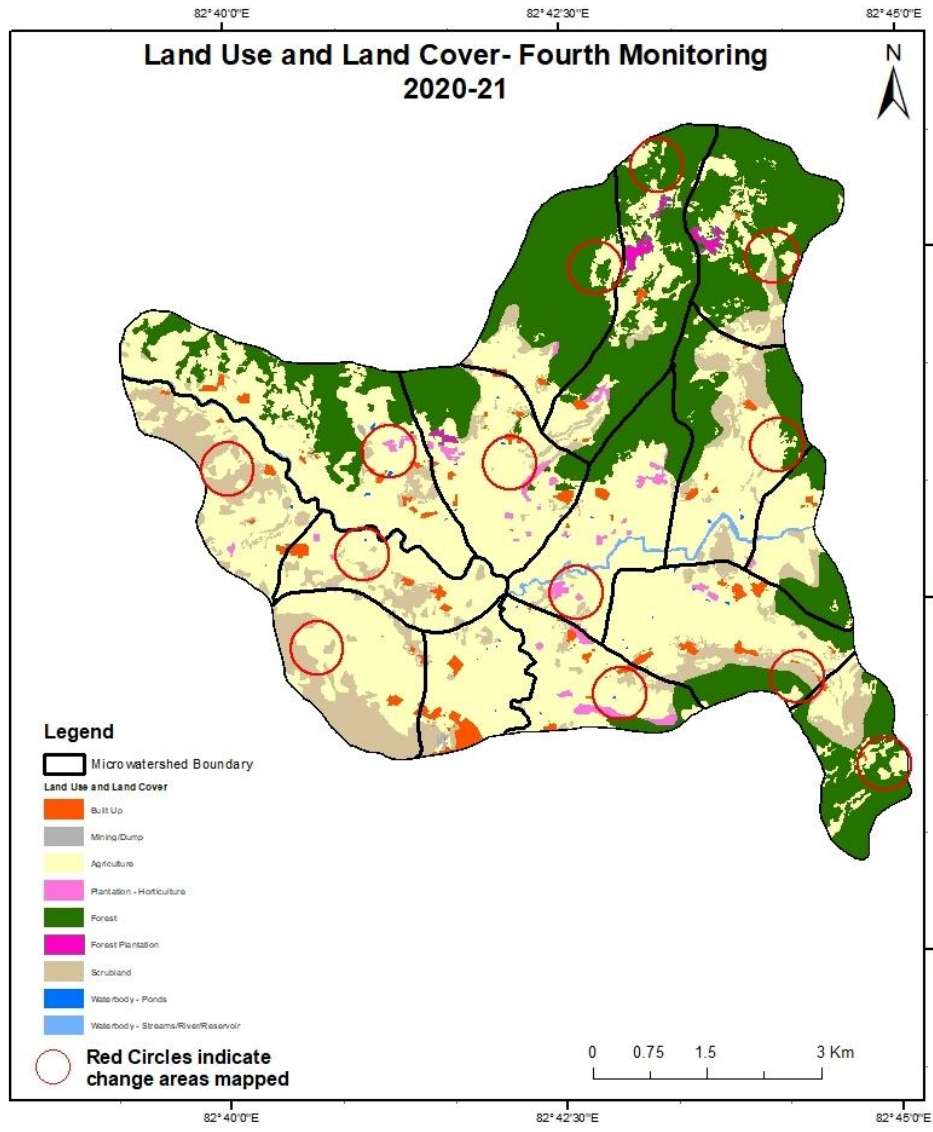 82° 40'0"E 82° 42'30"E 82° 45'0"E
Land Use and Land Cover- Fourth Monitoring
2020-21
N
Legend
Microwatershed Boundary
Land Use and Land Cover
Built Up
Mining/Dump
Agriculture
Plantation - Horticulture
Forest
Forest Plantation
Scrubland
Waterbody - Ponds
Waterbody - Streams/River/Reservoir
Red Circles indicate
change areas mapped
0 0.75 1.5 3 Km
82° 40'0"E 82° 42'30"E 82° 45'0"E